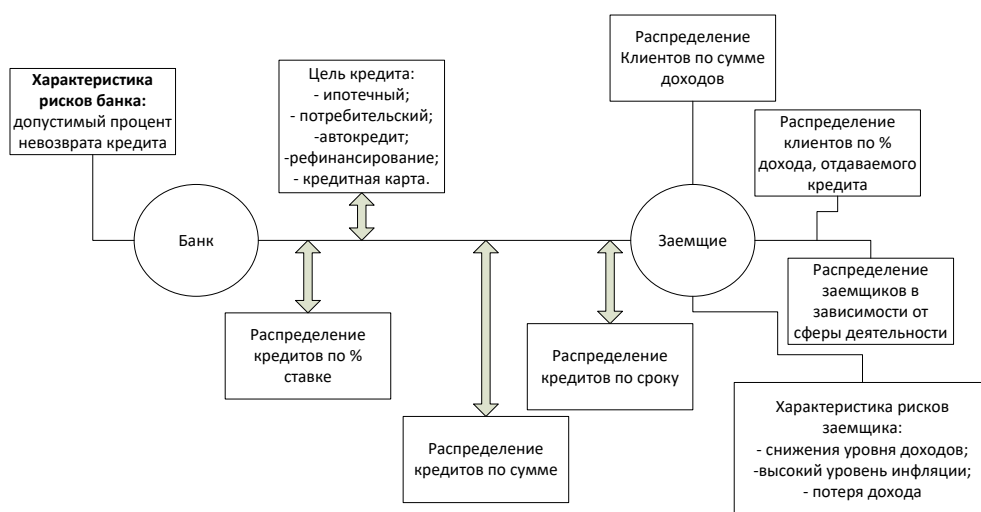 Распределение
Клиентов по сумме
доходов
Характеристика
рисков банка:
допустимый процент
невозврата кредита
Цель кредита:
- ипотечный;
- потребительский;
-автокредит;
-рефинансирование;
- кредитная карта.
Распределение
клиентов по %
дохода, отдаваемого
кредита
Банк
Заемщие
Распределение
заемщиков в
зависимости от
сферы деятельности
Распределение
кредитов по %
ставке
Распределение
кредитов по сроку
Распределение
кредитов по сумме
Характеристика рисков
заемщика:
- снижения уровня доходов;
-высокий уровень инфляции;
- потеря дохода